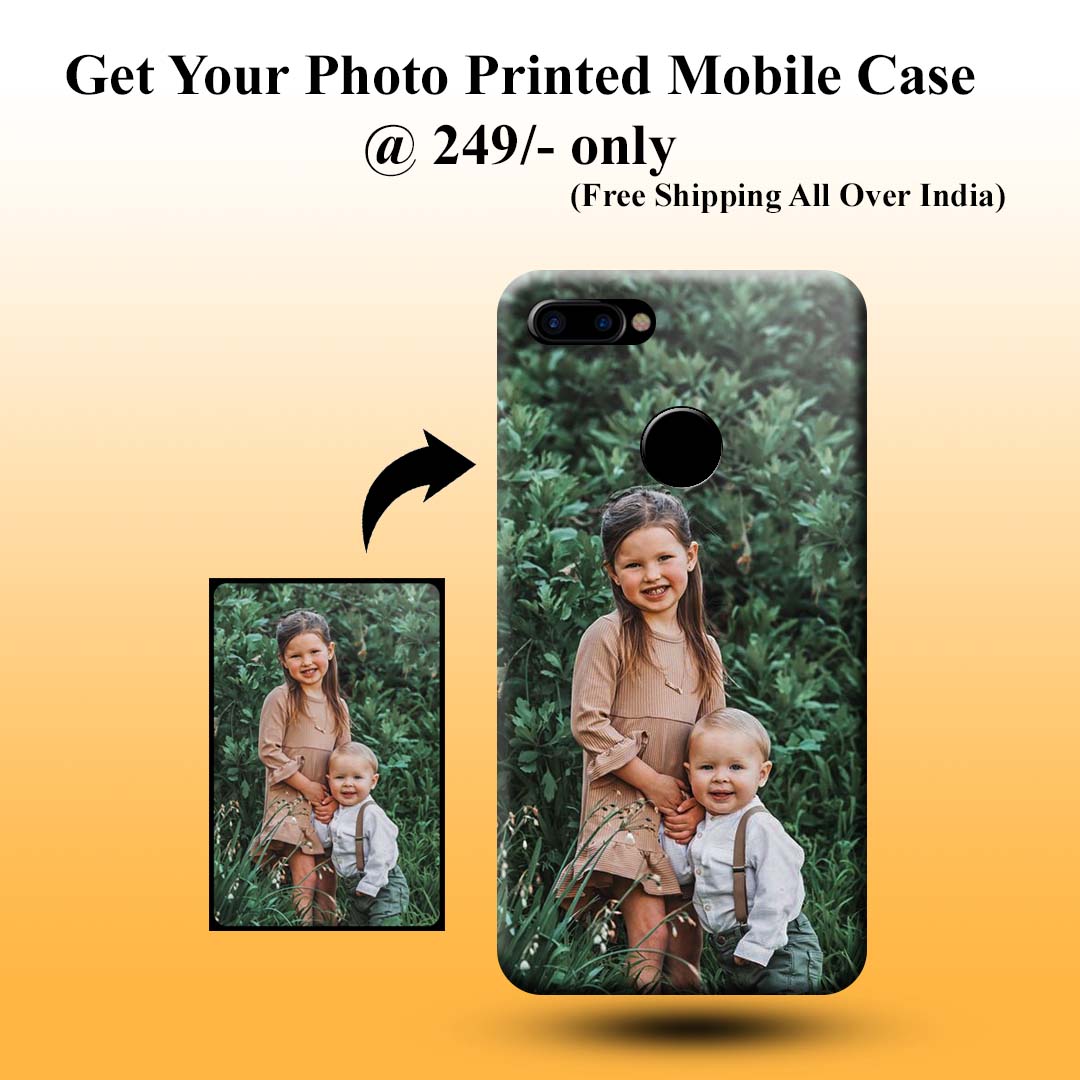 Get Your Photo Printed Mobile Case
@ 249/- only
(Free Shipping All Over India)